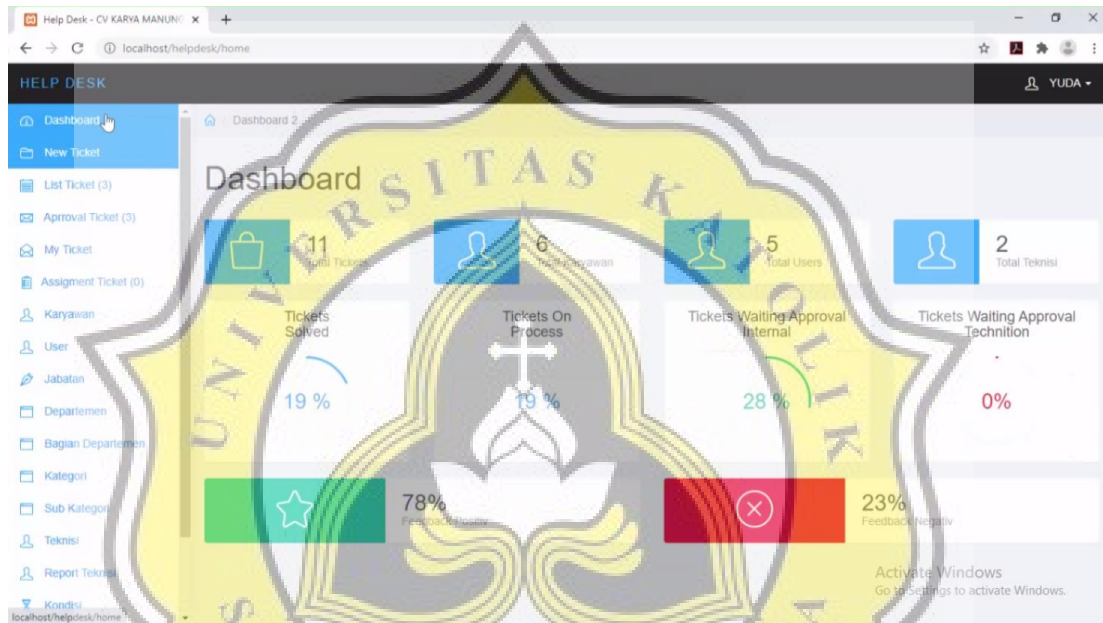 Help Desk - CV KARYA MANUNG
localhost/helpdesk/home
HELP DESK
YUDA
Dashboard
New Ticket
List Ticket (3)
Aprroval Ticket (3)
My Ticket
Assigment Ticket (0)
Karyawan
User
Jabatan
Departemen
Bagian Departemen
Kategori
Sub Kategori
Teknisi
Report Teknisi
Kondisi
localhost/helpdesk/home
Dashboard 2
Dashboard
11
Total Tickets
6
Total Karyawan
5
Total Users
2
Total Teknisi
Tickets
Solved
19 %
Tickets On
Process
19 %
Tickets Waiting Approval
Internal
28 %
Tickets Waiting Approval
Technition
0%
78%
Feedback Positiv
23%
Feedback Negativ
Activate Windows
Go to Settings to activate Windows.
UNIVERSITAS KATOLIK
S
A